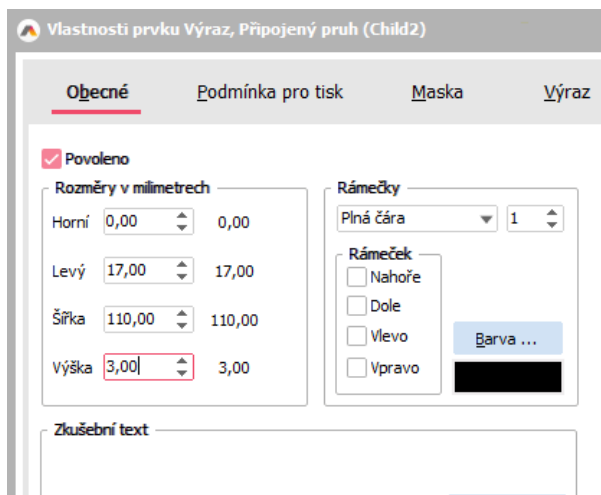 Vlastnosti prvku Výraz, Připojený pruh (Child2)
Obecné Podmínka pro tisk Maska Výraz
Povoleno
Rozměry v milimetrech
Horní 0,00 0,00
Levý 17,00 17,00
Šířka 110,00 110,00
Výška 3,00 3,00
Rámečky
Plná čára 1
Rámeček
Nahoře
Dole
Vlevo
Vpravo
Barva ...
Zkušební text